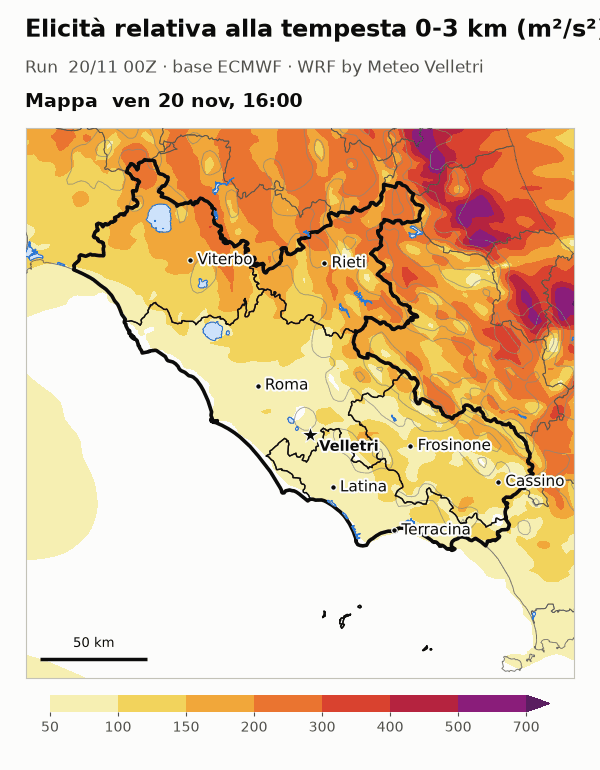 Elicità relativa alla tempesta 0-3 km (m²/s²)
Run  20/11 00Z · base ECMWF · WRF by Meteo Velletri
Mappa  ven 20 nov, 16:00
Viterbo
Rieti
Roma
Velletri
Frosinone
Cassino
Latina
Terracina
50 km
50 100 150 200 300 400 500 700